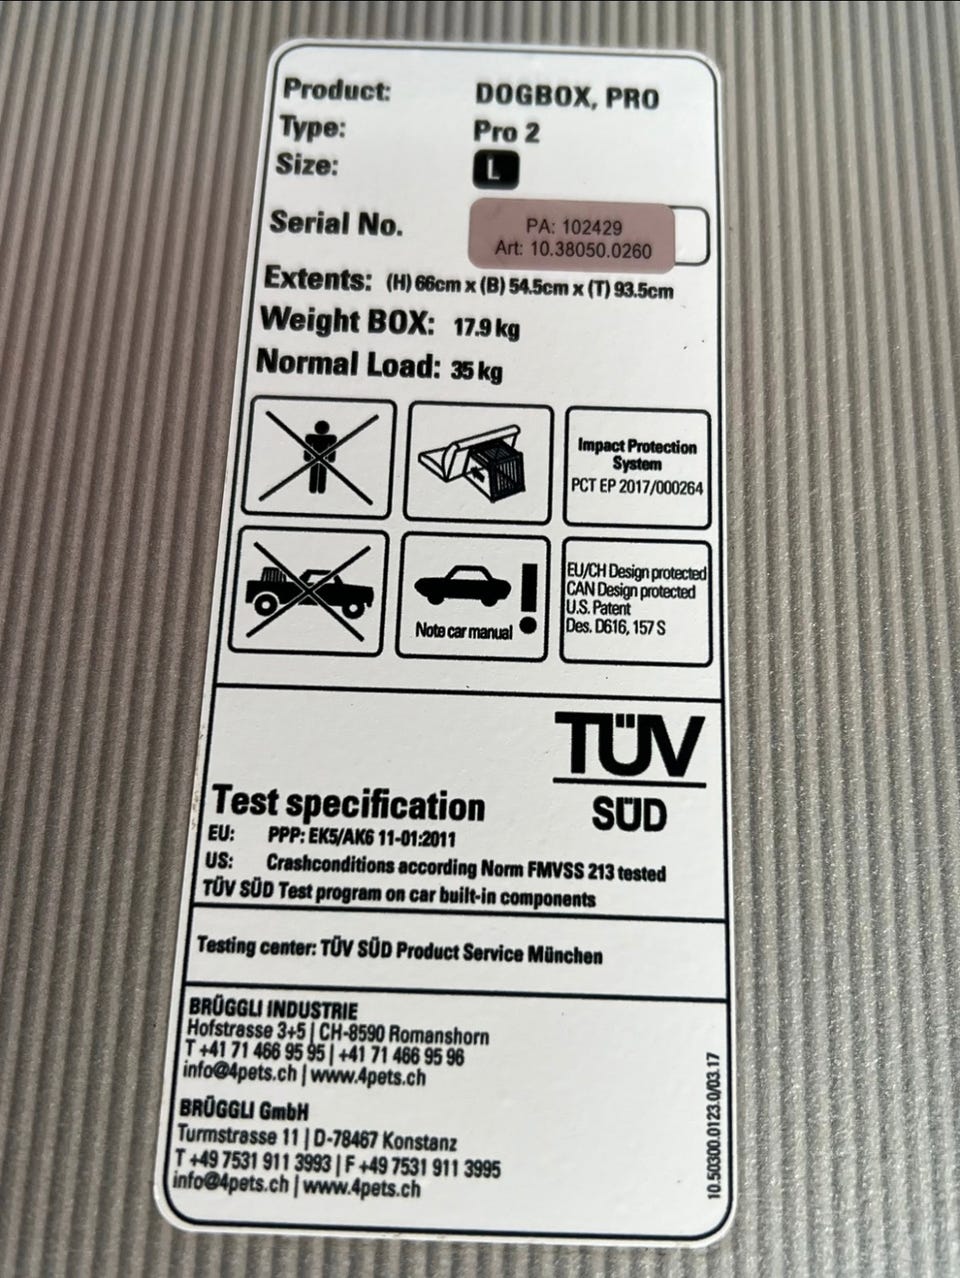 Product: DOGBOX, PRO
Type: Pro 2
Size: L
Serial No. PA: 102429
Art: 10.38050.0260
Extents: (H) 66cm x (B) 54.5cm x (T) 93.5cm
Weight BOX: 17.9 kg
Normal Load: 35 kg
Impact Protection
System
PCT EP 2017/000264
Note car manual
EU/CH Design protected
CAN Design protected
U.S. Patent
Des. D616, 157 S
TÜV
SÜD
Test specification
EU: PPP: EK5/AK6 11-01:2011
US: Crashconditions according Norm FMVSS 213 tested
TÜV SÜD Test program on car built-in components
Testing center: TÜV SÜD Product Service München
BRÜGGLI INDUSTRIE
Hofstrasse 3+5 | CH-8590 Romanshorn
T +41 71 466 95 95 | +41 71 466 95 96
info@4pets.ch | www.4pets.ch
BRÜGGLI GmbH
Turmstrasse 11 | D-78467 Konstanz
T +49 7531 911 3993 | F +49 7531 911 3995
info@4pets.ch | www.4pets.ch
10.50300.0123.0/03.17